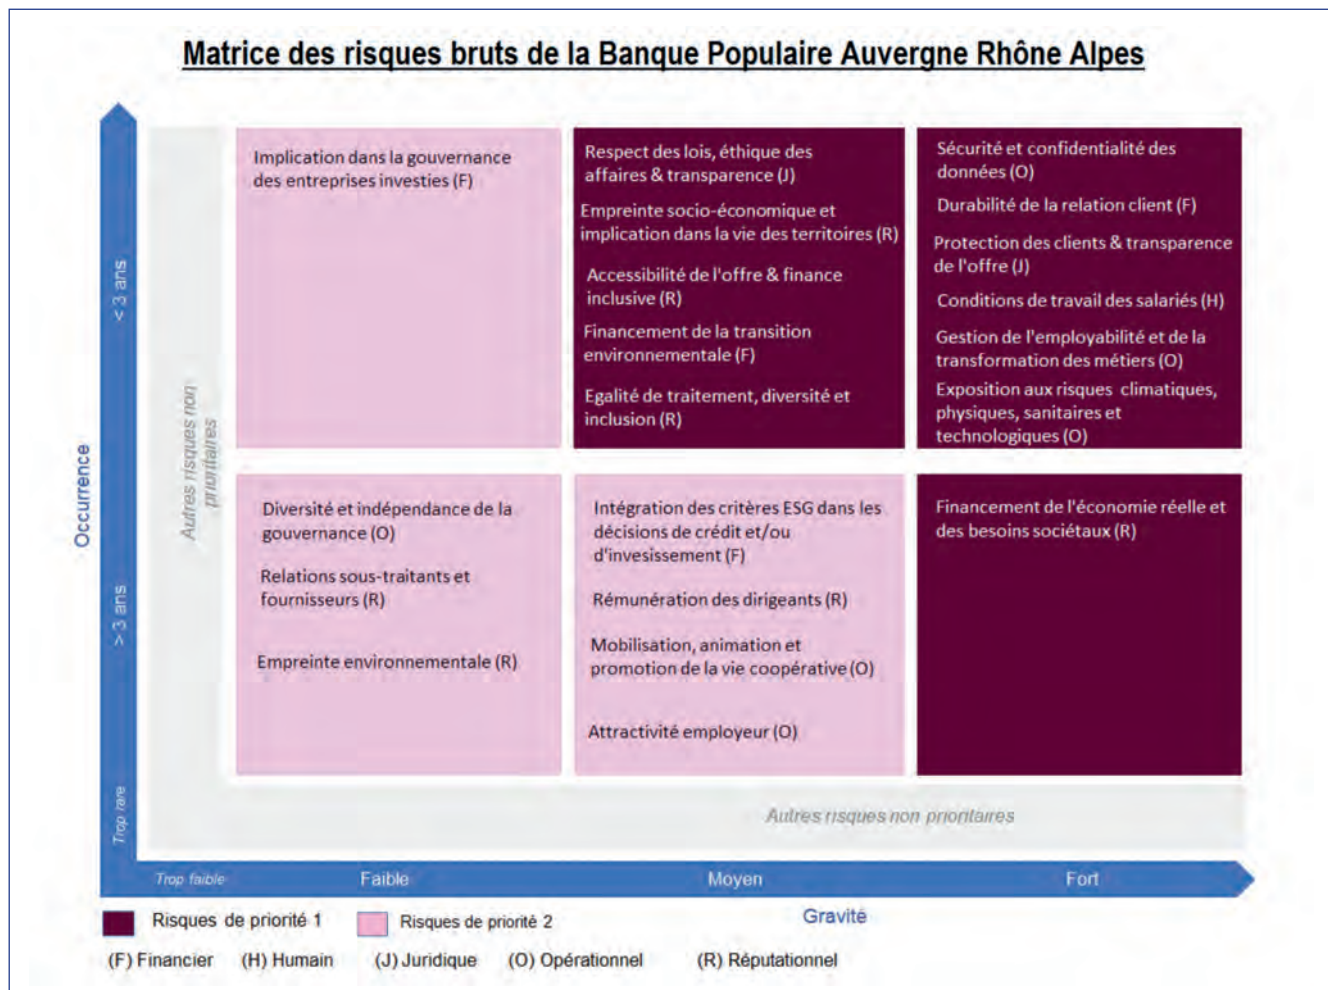 Matrice des risques bruts de la Banque Populaire Auvergne Rhône Alpes
Occurrence
< 3 ans
> 3 ans
Trop rare
Autres risques non
prioritaires
Implication dans la gouvernance
des entreprises investies (F)
Respect des lois, éthique des
affaires & transparence (J)
Empreinte socio-économique et
implication dans la vie des territoires (R)
Accessibilité de l'offre & finance
inclusive (R)
Financement de la transition
environnementale (F)
Egalité de traitement, diversité et
inclusion (R)
Sécurité et confidentialité des
données (O)
Durabilité de la relation client (F)
Protection des clients & transparence
de l'offre (J)
Conditions de travail des salariés (H)
Gestion de l'employabilité et de la
transformation des métiers (O)
Exposition aux risques climatiques,
physiques, sanitaires et
technologiques (O)
Diversité et indépendance de la
gouvernance (O)
Relations sous-traitants et
fournisseurs (R)
Empreinte environnementale (R)
Intégration des critères ESG dans les
décisions de crédit et/ou
d'invesissement (F)
Rémunération des dirigeants (R)
Mobilisation, animation et
promotion de la vie coopérative (O)
Attractivité employeur (O)
Financement de l'économie réelle et
des besoins sociétaux (R)
Autres risques non prioritaires
Trop faible
Faible
Moyen
Fort
Gravité
Risques de priorité 1
Risques de priorité 2
(F) Financier (H) Humain (J) Juridique (O) Opérationnel (R) Réputationnel